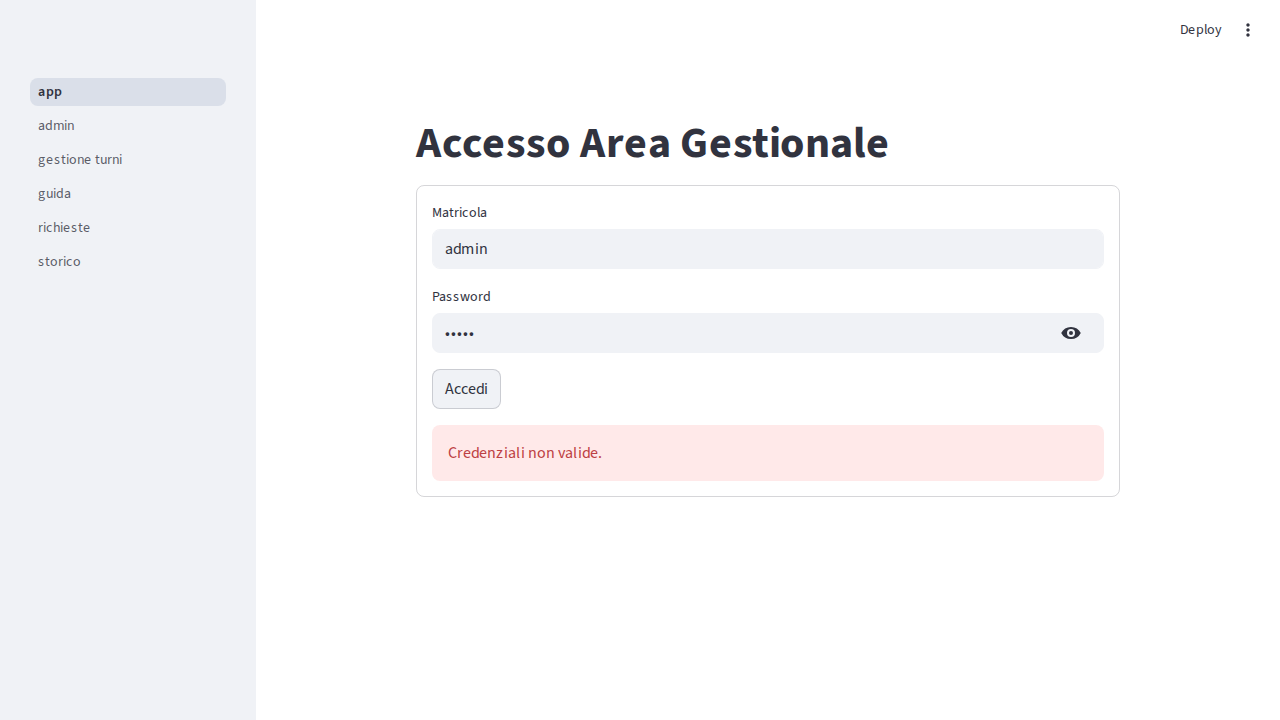 Deploy
app
admin
gestione turni
guida
richieste
storico
Accesso Area Gestionale
Matricola
admin
Password
•••••
Accedi
Credenziali non valide.